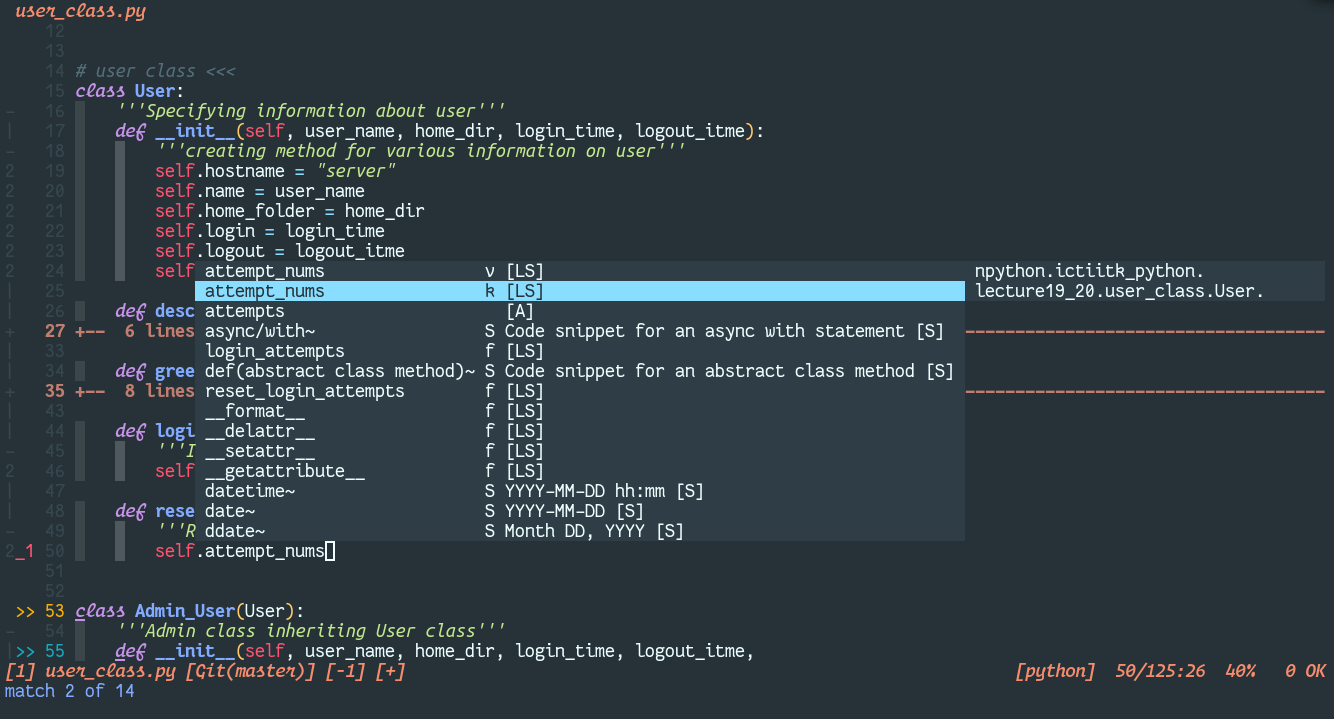 user_class.py
12
13
14 # user class <<<
15 class User:
- 16 '''Specifying information about user'''
| 17 def __init__(self, user_name, home_dir, login_time, logout_itme):
- 18 '''creating method for various information on user'''
2 19 self.hostname = "server"
2 20 self.name = user_name
2 21 self.home_folder = home_dir
2 22 self.login = login_time
2 23 self.logout = logout_itme
2 24 self attempt_nums v [LS] npython.ictiitk_python.
| 25 attempt_nums k [LS] lecture19_20.user_class.User.
| 26 def desc attempts [A]
+ 27 +-- 6 lines async/with~ S Code snippet for an async with statement [S] ------------------------------------
| 33 login_attempts f [LS]
| 34 def gree def(abstract class method)~ S Code snippet for an abstract class method [S]
+ 35 +-- 8 lines reset_login_attempts f [LS] ------------------------------------
| 43 __format__ f [LS]
| 44 def logi __delattr__ f [LS]
- 45 '''I __setattr__ f [LS]
2 46 self __getattribute__ f [LS]
| 47 datetime~ S YYYY-MM-DD hh:mm [S]
| 48 def rese date~ S YYYY-MM-DD [S]
- 49 '''R ddate~ S Month DD, YYYY [S]
2_1 50 self.attempt_nums
51
52
>> 53 class Admin_User(User):
- 54 '''Admin class inheriting User class'''
|>> 55 def __init__(self, user_name, home_dir, login_time, logout_itme,
[1] user_class.py [Git(master)] [-1] [+] [python] 50/125:26 40% 0 OK
match 2 of 14